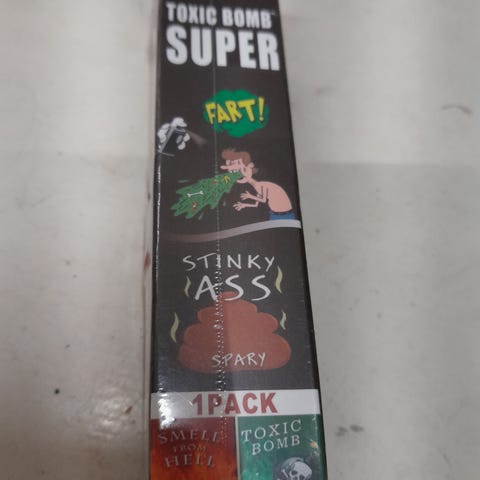 TOXIC BOMB
SUPER
FART!
STINKY
ASS
SPARY
1PACK
SMELL
FROM
HELL
TOXIC
BOMB